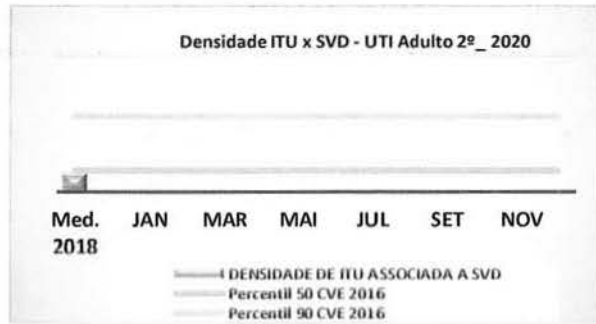 Densidade ITU x SVD - UTI Adulto 2º_ 2020
Med. 2018 JAN MAR MAI JUL SET NOV
DENSIDADE DE ITU ASSOCIADA A SVD
Percentil 50 CVE 2016
Percentil 90 CVE 2016